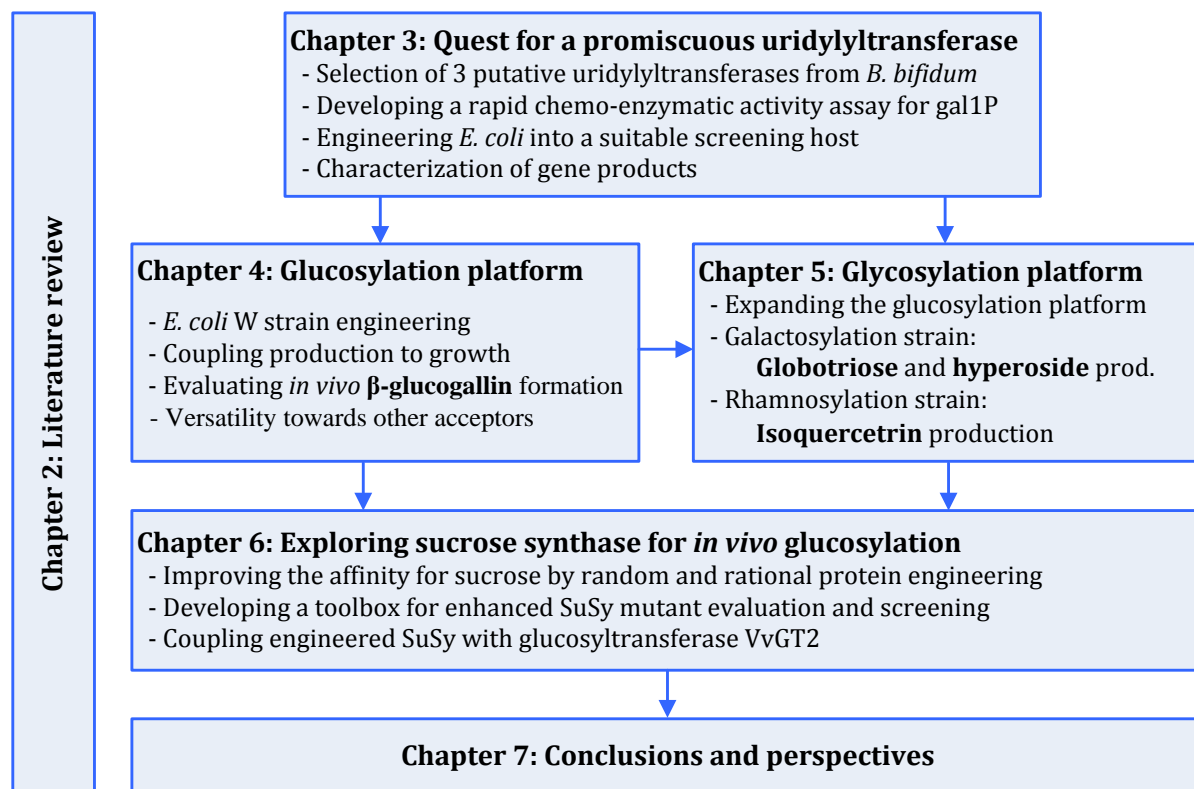 Chapter 2: Literature review
Chapter 3: Quest for a promiscuous uridylyltransferase
- Selection of 3 putative uridylyltransferases from B. bifidum
- Developing a rapid chemo-enzymatic activity assay for gal1P
- Engineering E. coli into a suitable screening host
- Characterization of gene products
Chapter 4: Glucosylation platform
- E. coli W strain engineering
- Coupling production to growth
- Evaluating in vivo β-glucogallin formation
- Versatility towards other acceptors
Chapter 5: Glycosylation platform
- Expanding the glucosylation platform
- Galactosylation strain:
Globotriose and hyperoside prod.
- Rhamnosylation strain:
Isoquercetrin production
Chapter 6: Exploring sucrose synthase for in vivo glucosylation
- Improving the affinity for sucrose by random and rational protein engineering
- Developing a toolbox for enhanced SuSy mutant evaluation and screening
- Coupling engineered SuSy with glucosyltransferase VvGT2
Chapter 7: Conclusions and perspectives